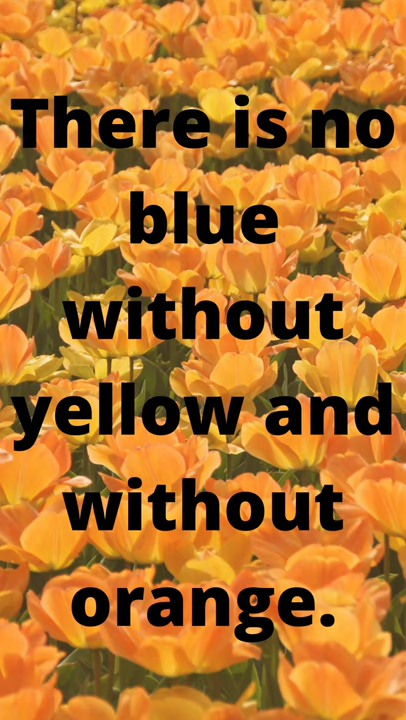 There is no
blue
without
yellow and
without
orange.